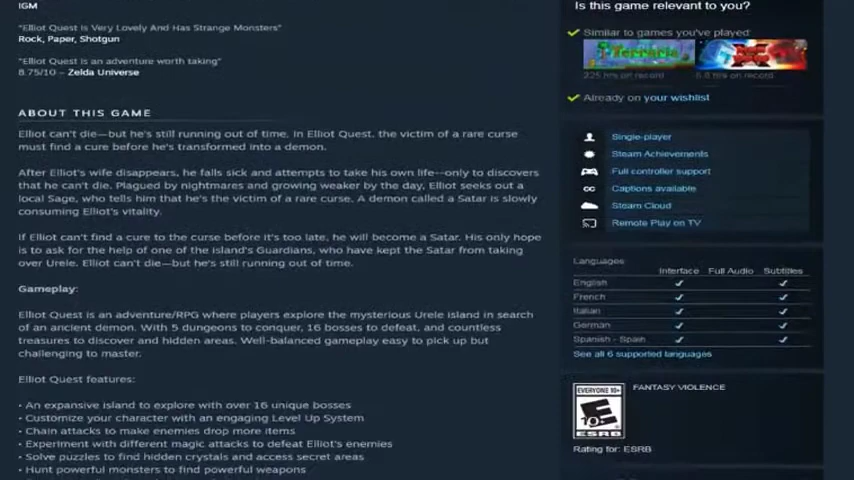 IGM
"Elliot Quest is Very Lovely And Has Strange Monsters"
Rock, Paper, Shotgun
"Elliot Quest is an adventure worth taking"
8.75/10 – Zelda Universe
ABOUT THIS GAME
Elliot can't die—but he's still running out of time. In Elliot Quest, the victim of a rare curse
must find a cure before he's transformed into a demon.
After Elliot's wife disappears, he falls sick and attempts to take his own life—only to discovers
that he can't die. Plagued by nightmares and growing weaker by the day, Elliot seeks out a
local Sage, who tells him that he's the victim of a rare curse. A demon called a Satar is slowly
consuming Elliot's vitality.
If Elliot can't find a cure to the curse before it's too late, he will become a Satar. His only hope
is to ask for the help of one of the island's Guardians, who have kept the Satar from taking
over Urele. Elliot can't die—but he's still running out of time.
Gameplay:
Elliot Quest is an adventure/RPG where players explore the mysterious Urele island in search
of an ancient demon. With 5 dungeons to conquer, 16 bosses to defeat, and countless
treasures to discover and hidden areas. Well-balanced gameplay easy to pick up but
challenging to master.
Elliot Quest features:
• An expansive island to explore with over 16 unique bosses
• Customize your character with an engaging Level Up System
• Chain attacks to make enemies drop more items
• Experiment with different magic attacks to defeat Elliot's enemies
• Solve puzzles to find hidden crystals and access secret areas
• Hunt powerful monsters to find powerful weapons
Is this game relevant to you?
Similar to games you've played:
Terraria
225 hrs on record
hrs on record
Already on your wishlist
Single-player
Steam Achievements
Full controller support
cc Captions available
Steam Cloud
Remote Play on TV
Languages:
Interface Full Audio Subtitles
English ✓ ✓
French ✓ ✓
Italian ✓ ✓
German ✓ ✓
Spanish - Spain ✓ ✓
See all 6 supported languages
EVERYONE 10+
E
10+
ESRB
FANTASY VIOLENCE
Rating for: ESRB